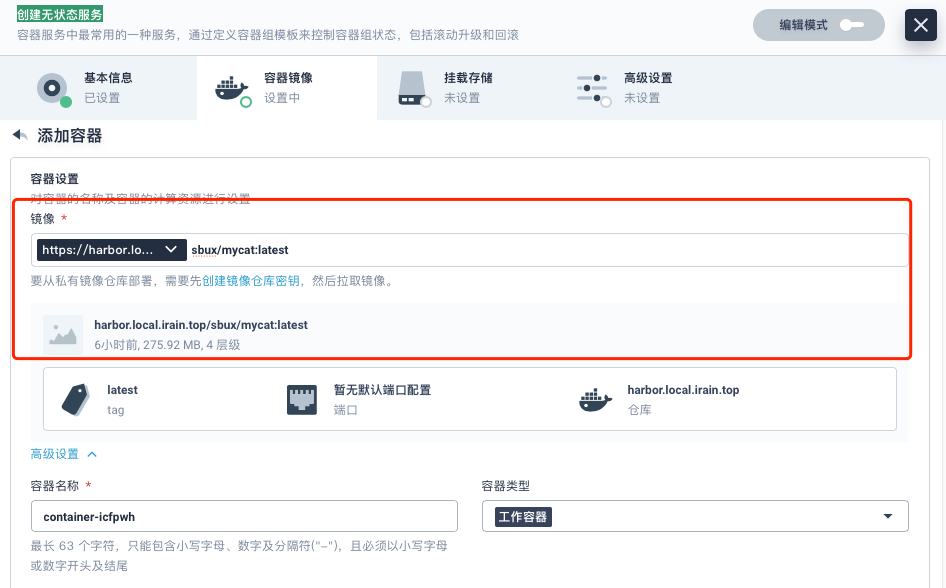 创建无状态服务
容器服务中最常用的一种服务，通过定义容器组模板来控制容器组状态，包括滚动升级和回滚
编辑模式
基本信息
已设置
容器镜像
设置中
挂载存储
未设置
高级设置
未设置
添加容器
容器设置
对容器的名称及容器的计算资源进行设置
镜像 *
https://harbor.lo... sbux/mycat:latest
要从私有镜像仓库部署，需要先创建镜像仓库密钥，然后拉取镜像。
harbor.local.irain.top/sbux/mycat:latest
6小时前, 275.92 MB, 4 层级
latest
tag
暂无默认端口配置
端口
harbor.local.irain.top
仓库
高级设置
容器名称 *
container-icfpwh
最长 63 个字符，只能包含小写字母、数字及分隔符("-")，且必须以小写字母
或数字开头及结尾
容器类型
工作容器